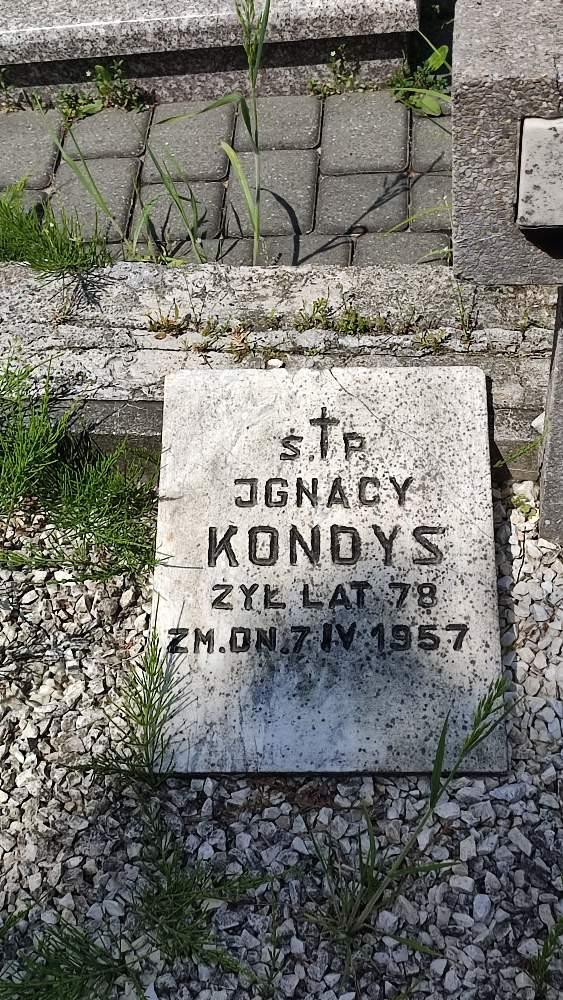 Ś.†P.
JGNACY
KONDYS
ŻYŁ LAT 78
ZM. DN. 7 IV 1957